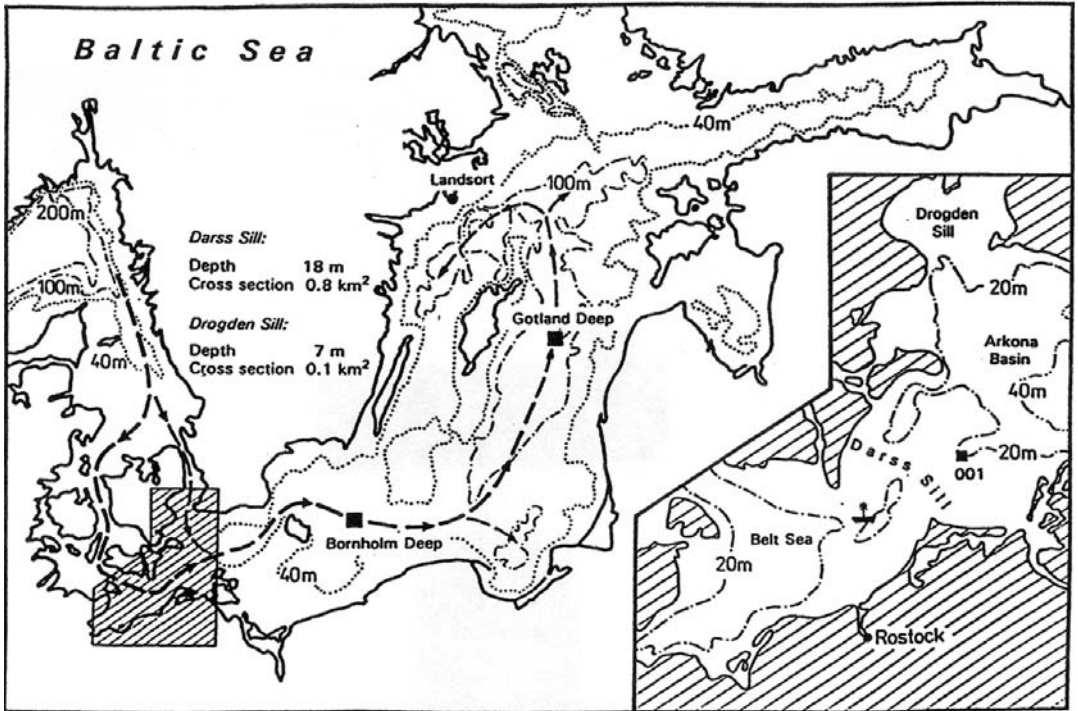 Baltic Sea
40m
Landsort
100m
200m
Darss Sill:
Depth 18 m
Cross section 0.8 km²
100m
Drogden Sill:
Depth 7 m
Cross section 0.1 km²
40m
Gotland Deep
Bornholm Deep
40m
Drogden
Sill
20m
Arkona
Basin
40m
Darss Sill
20m
001
Belt Sea
20m
Rostock